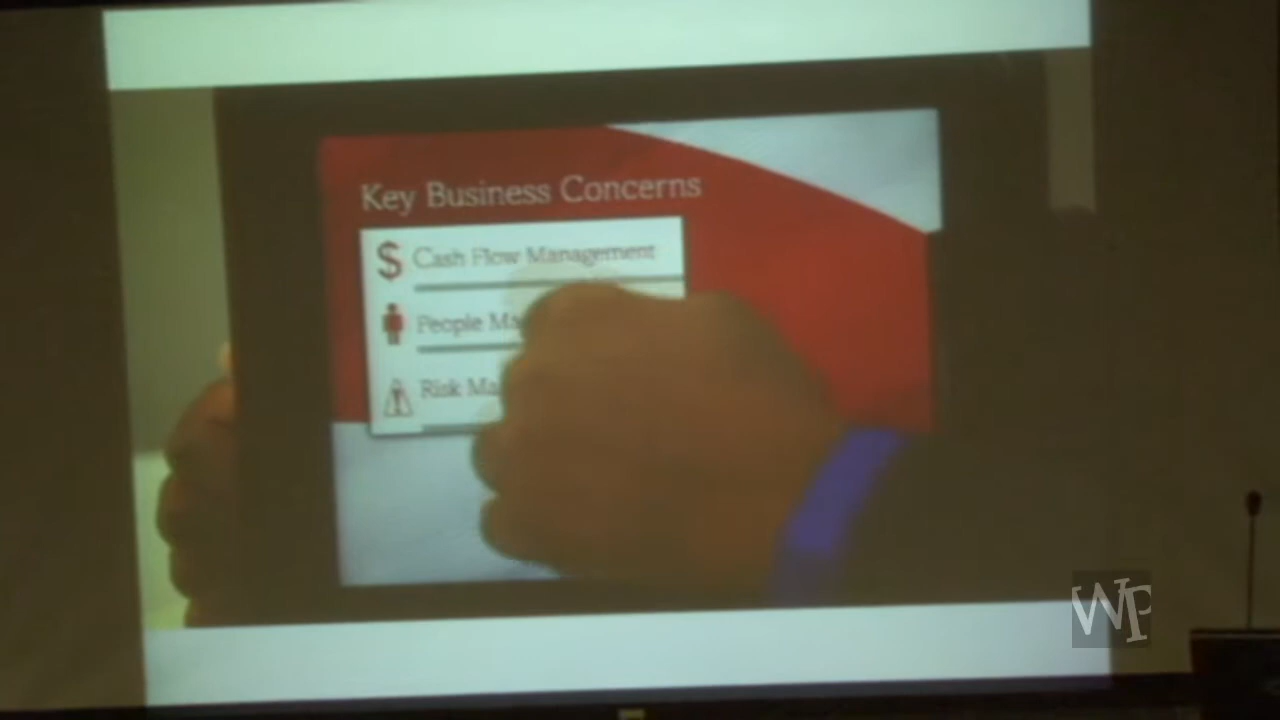 Key Business Concerns
$ Cash Flow Management
People Ma
Risk Ma
WP